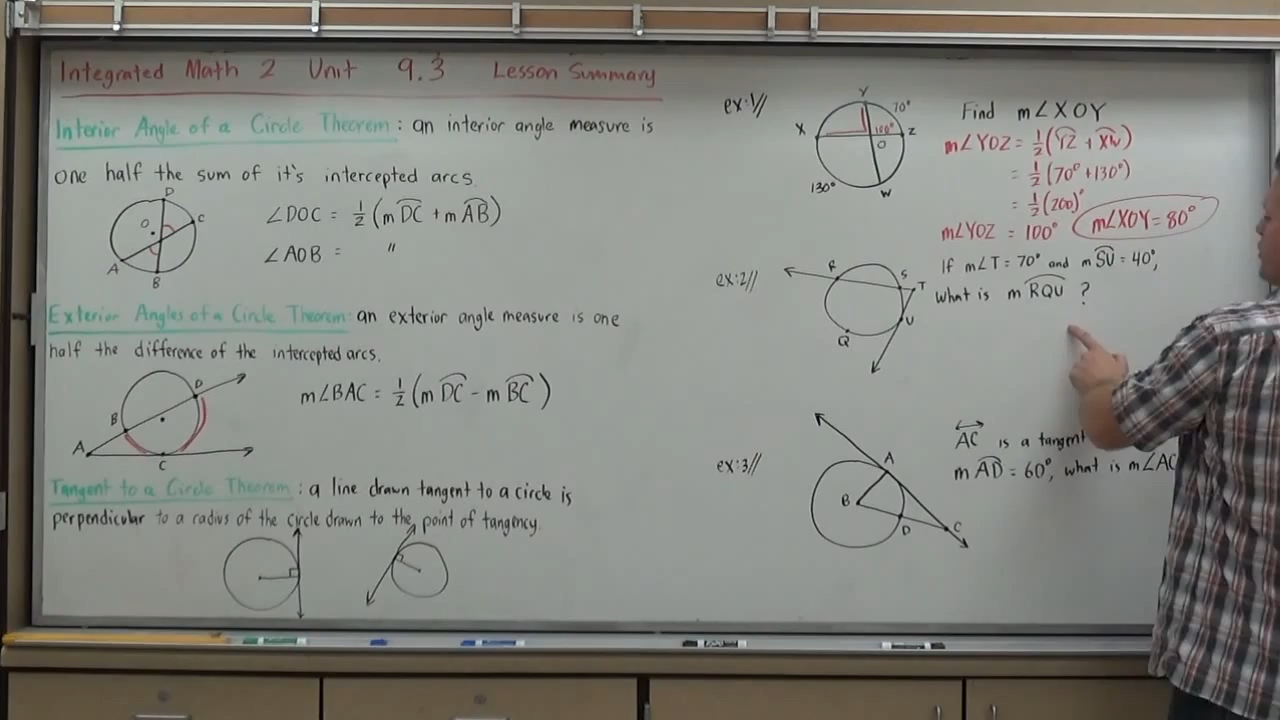 Integrated Math 2 Unit 9.3 Lesson Summary
Interior Angle of a Circle Theorem: an interior angle measure is
one half the sum of it's intercepted arcs.
D
O
C
A
B
∠DOC = ½(m DC + m AB)
∠AOB = "
Exterior Angles of a Circle Theorem: an exterior angle measure is one
half the difference of the intercepted arcs.
D
B
A
C
m∠BAC = ½(m DC - m BC)
Tangent to a Circle Theorem: a line drawn tangent to a circle is
perpendicular to a radius of the circle drawn to the point of tangency.
ex:1//
Y
70°
X
100°
Z
O
130°
W
Find m∠XOY
m∠YOZ = ½(YZ + XW)
= ½(70° + 130°)
= ½(200)°
m∠YOZ = 100°
m∠XOY = 80°
ex:2//
R
S
T
U
Q
If m∠T = 70° and m SU = 40°,
what is m RQU ?
ex:3//
A
B
D
C
AC is a tangent
m AD = 60°, what is m∠AC